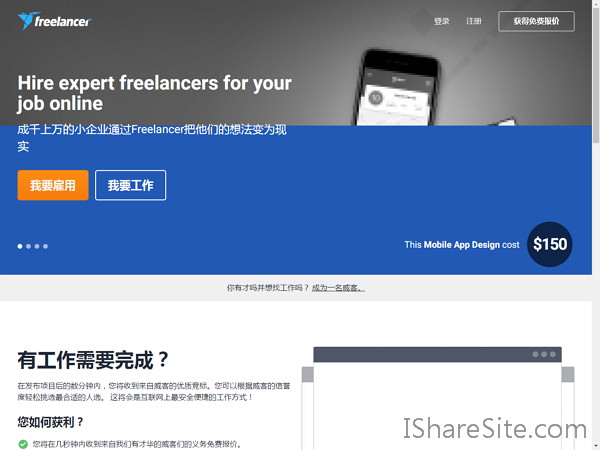 freelancer
登录 注册 获得免费报价
Hire expert freelancers for your
job online
成千上万的小企业通过Freelancer把他们的想法变为现
实
我要雇用 我要工作
This Mobile App Design cost $150
你有才吗并想找工作吗？ 成为一名威客。
有工作需要完成？
在发布项目后的数分钟内，您将收到来自威客的优质竞标。您可以根据威客的信誉
度轻松挑选最合适的人选。 这将会是互联网上最安全便理的工作方式！
您如何获利？
您将在几秒钟内收到来自我们有才华的威客们的义务免费报价。
IShareSite.com